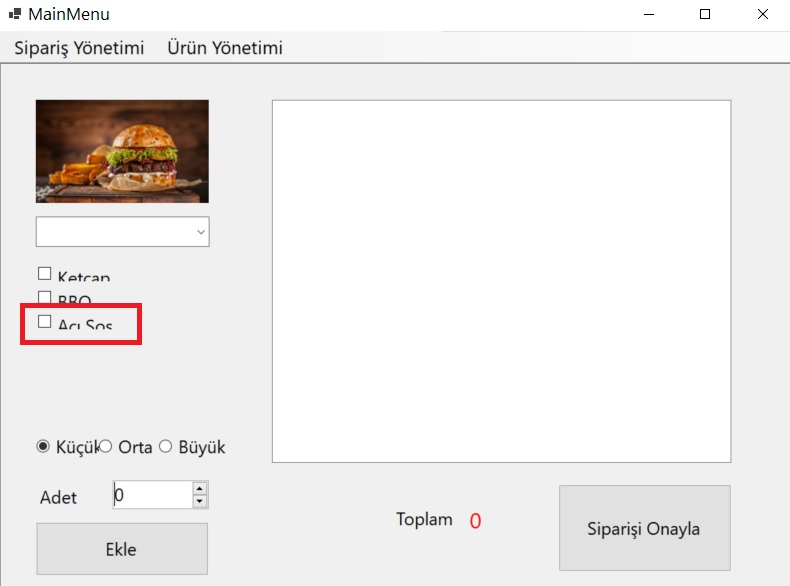 MainMenu
Sipariş Yönetimi Ürün Yönetimi
Ketçap
BBQ
Acı Sos
Küçük Orta Büyük
Adet 0
Toplam 0
Siparişi Onayla
Ekle